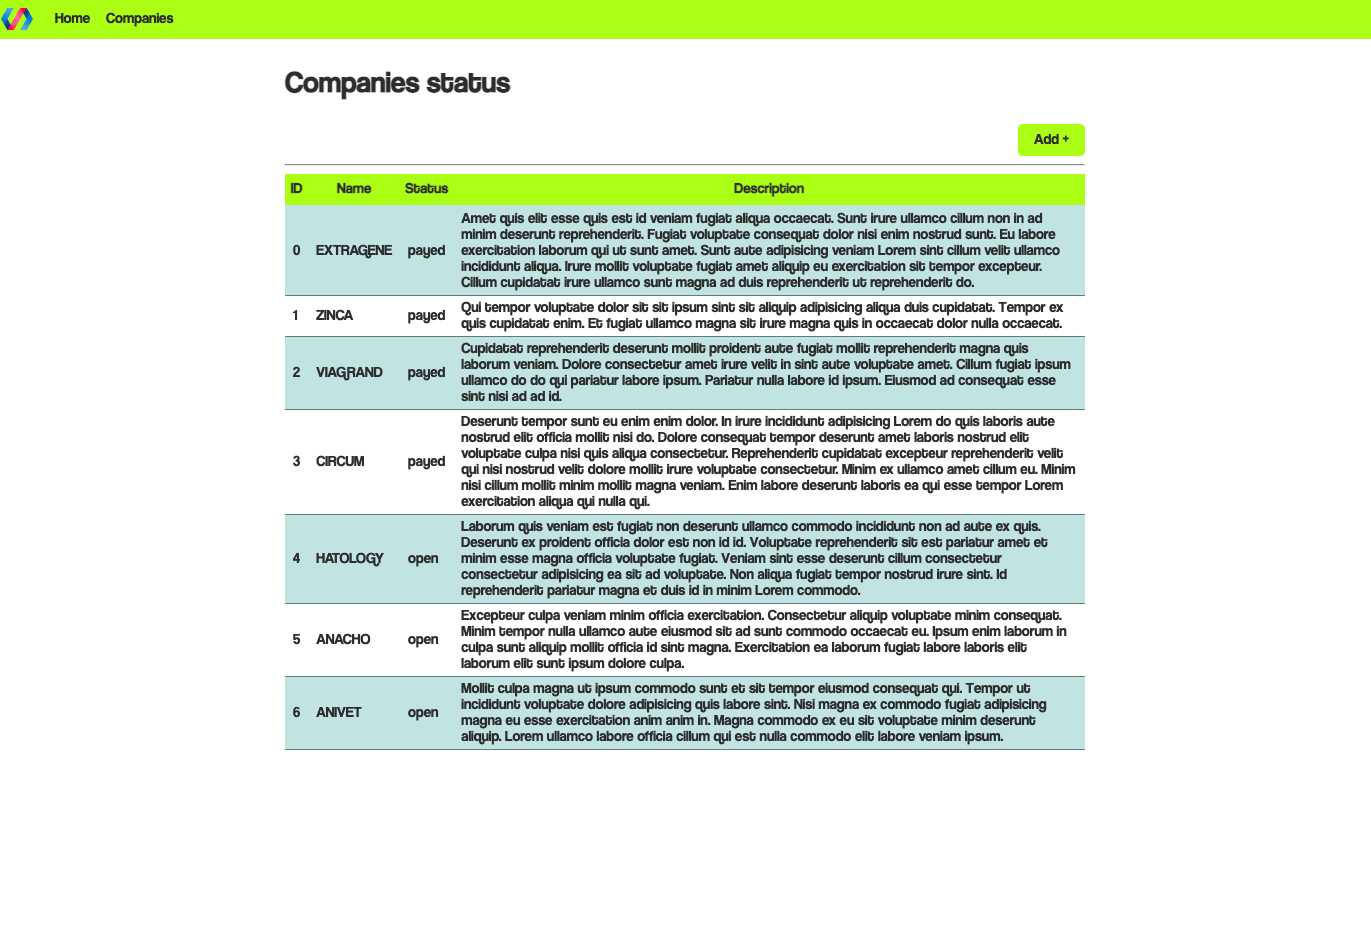 Home Companies
Companies status
Add +
ID Name Status Description
Amet quis elit esse quis est id veniam fugiat aliqua occaecat. Sunt irure ullamco cillum non in ad
minim deserunt reprehenderit. Fugiat voluptate consequat dolor nisi enim nostrud sunt. Eu labore
0 EXTRAGENE payed exercitation laborum qui ut sunt amet. Sunt aute adipisicing veniam Lorem sint cillum velit ullamco
incididunt aliqua. Irure mollit voluptate fugiat amet aliquip eu exercitation sit tempor excepteur.
Cillum cupidatat irure ullamco sunt magna ad duis reprehenderit ut reprehenderit do.
1 ZINCA payed Qui tempor voluptate dolor sit sit ipsum sint sit aliquip adipisicing aliqua duis cupidatat. Tempor ex
quis cupidatat enim. Et fugiat ullamco magna sit irure magna quis in occaecat dolor nulla occaecat.
Cupidatat reprehenderit deserunt mollit proident aute fugiat mollit reprehenderit magna quis
laborum veniam. Dolore consectetur amet irure velit in sint aute voluptate amet. Cillum fugiat ipsum
2 VIAGRAND payed ullamco do do qui pariatur labore ipsum. Pariatur nulla labore id ipsum. Eiusmod ad consequat esse
sint nisi ad ad id.
Deserunt tempor sunt eu enim enim dolor. In irure incididunt adipisicing Lorem do quis laboris aute
nostrud elit officia mollit nisi do. Dolore consequat tempor deserunt amet laboris nostrud elit
voluptate culpa nisi quis aliqua consectetur. Reprehenderit cupidatat excepteur reprehenderit velit
3 CIRCUM payed qui nisi nostrud velit dolore mollit irure voluptate consectetur. Minim ex ullamco amet cillum eu. Minim
nisi cillum mollit minim mollit magna veniam. Enim labore deserunt laboris ea qui esse tempor Lorem
exercitation aliqua qui nulla qui.
Laborum quis veniam est fugiat non deserunt ullamco commodo incididunt non ad aute ex quis.
Deserunt ex proident officia dolor est non id id. Voluptate reprehenderit sit est pariatur amet et
4 HATOLOGY open minim esse magna officia voluptate fugiat. Veniam sint esse deserunt cillum consectetur
consectetur adipisicing ea sit ad voluptate. Non aliqua fugiat tempor nostrud irure sint. Id
reprehenderit pariatur magna et duis id in minim Lorem commodo.
Excepteur culpa veniam minim officia exercitation. Consectetur aliquip voluptate minim consequat.
Minim tempor nulla ullamco aute eiusmod sit ad sunt commodo occaecat eu. Ipsum enim laborum in
5 ANACHO open culpa sunt aliquip mollit officia id sint magna. Exercitation ea laborum fugiat labore laboris elit
laborum elit sunt ipsum dolore culpa.
Mollit culpa magna ut ipsum commodo sunt et sit tempor eiusmod consequat qui. Tempor ut
incididunt voluptate dolore adipisicing quis labore sint. Nisi magna ex commodo fugiat adipisicing
6 ANIVET open magna eu esse exercitation anim anim in. Magna commodo ex eu sit voluptate minim deserunt
aliquip. Lorem ullamco labore officia cillum qui est nulla commodo elit labore veniam ipsum.